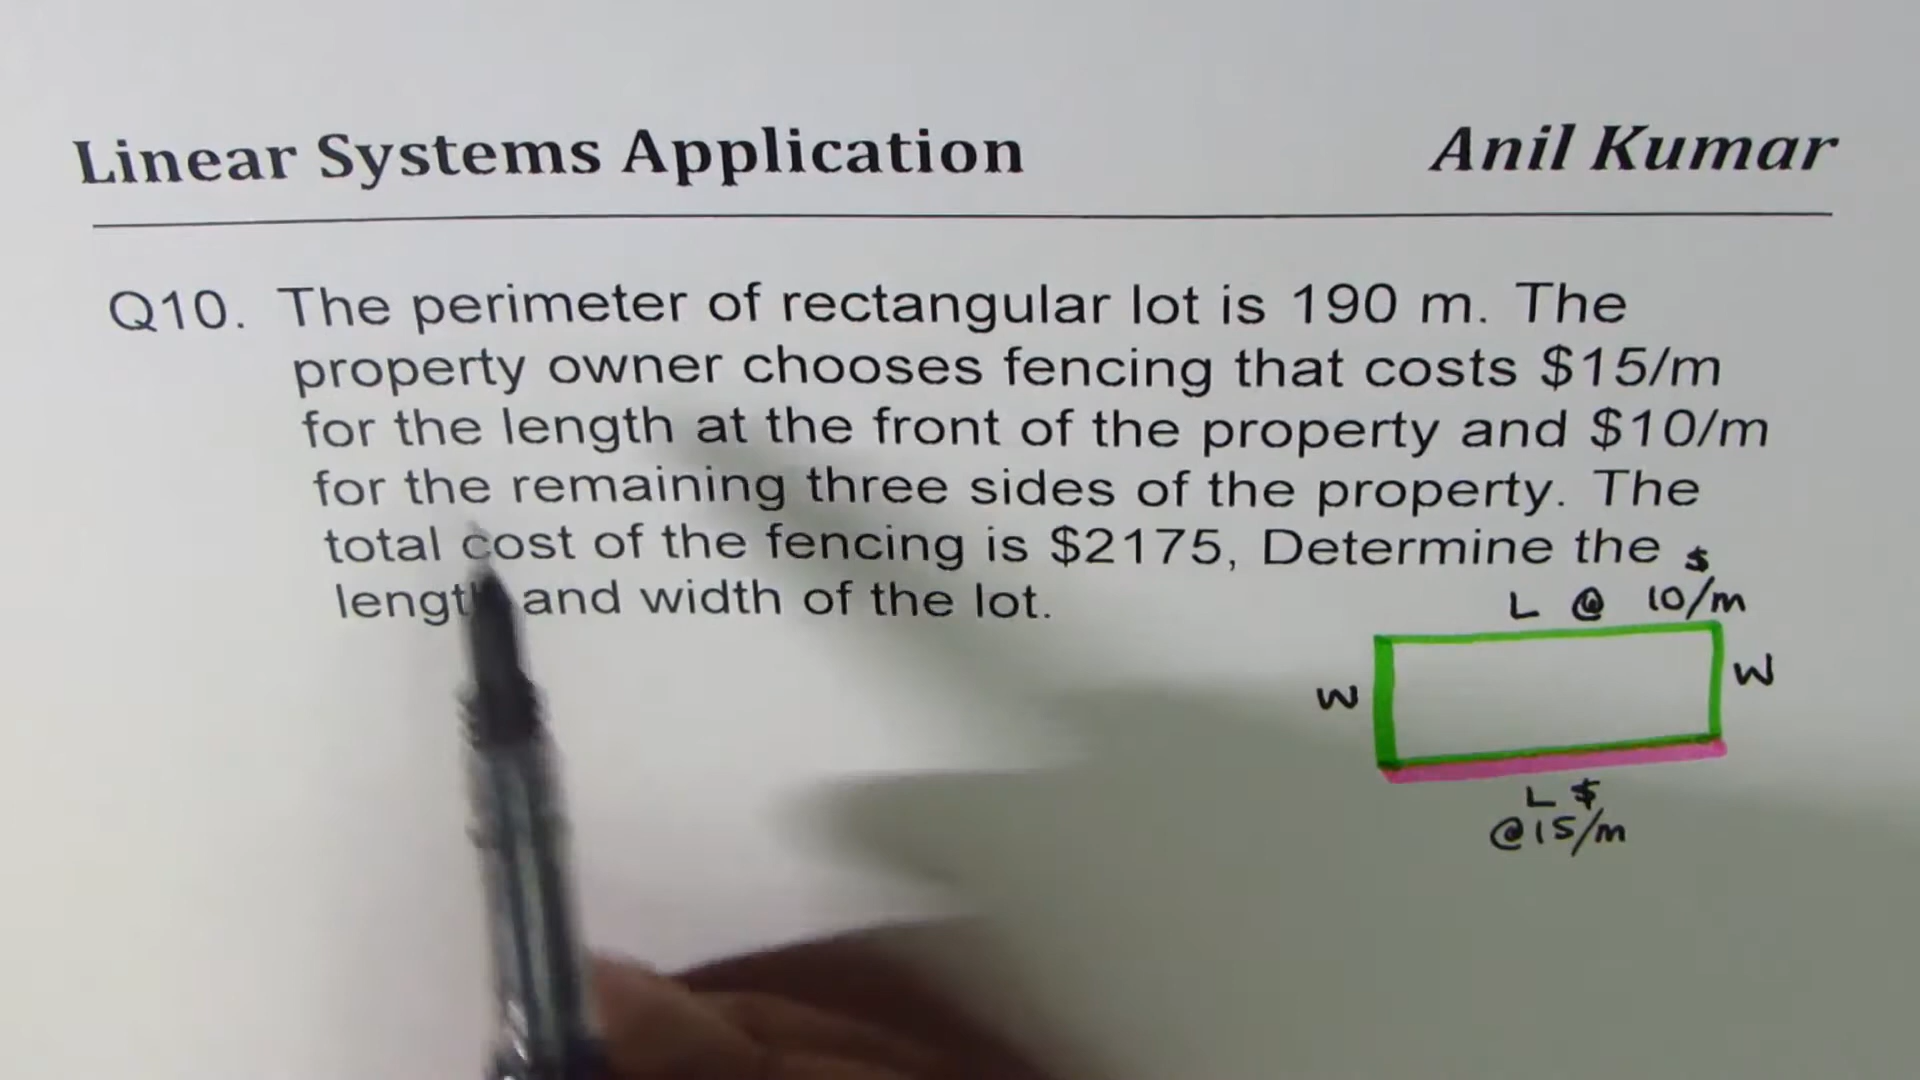 Linear Systems Application Anil Kumar
Q10. The perimeter of rectangular lot is 190 m. The
property owner chooses fencing that costs $15/m
for the length at the front of the property and $10/m
for the remaining three sides of the property. The
total cost of the fencing is $2175, Determine the
length and width of the lot.
$
L @ 10/m
W
W
L $
@15/m